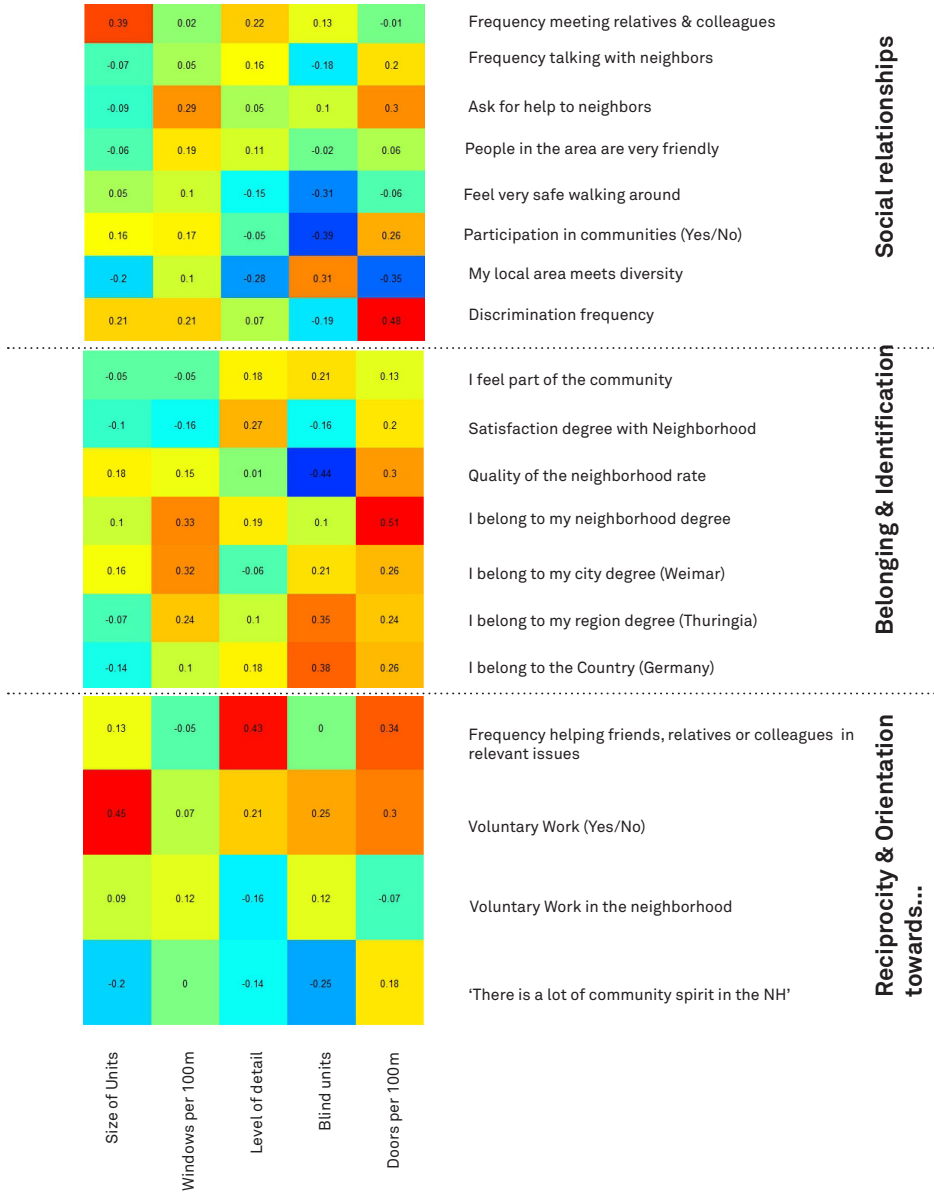 0.39 0.02 0.22 0.13 -0.01 Frequency meeting relatives & colleagues
-0.07 0.05 0.16 -0.18 0.2 Frequency talking with neighbors
-0.09 0.29 0.05 0.1 0.3 Ask for help to neighbors
-0.06 0.19 0.11 -0.02 0.06 People in the area are very friendly
0.05 0.1 -0.15 -0.31 -0.06 Feel very safe walking around
0.16 0.17 -0.05 -0.39 0.26 Participation in communities (Yes/No)
-0.2 0.1 -0.28 0.31 -0.35 My local area meets diversity
0.21 0.21 0.07 -0.19 0.48 Discrimination frequency
Social relationships
-0.05 -0.05 0.18 0.21 0.13 I feel part of the community
-0.1 -0.16 0.27 -0.16 0.2 Satisfaction degree with Neighborhood
0.18 0.15 0.01 -0.44 0.3 Quality of the neighborhood rate
0.1 0.33 0.19 0.1 0.51 I belong to my neighborhood degree
0.16 0.32 -0.06 0.21 0.26 I belong to my city degree (Weimar)
-0.07 0.24 0.1 0.35 0.24 I belong to my region degree (Thuringia)
-0.14 0.1 0.18 0.38 0.26 I belong to the Country (Germany)
Belonging & Identification
0.13 -0.05 0.43 0 0.34 Frequency helping friends, relatives or colleagues in
relevant issues
0.45 0.07 0.21 0.25 0.3 Voluntary Work (Yes/No)
0.09 0.12 -0.16 0.12 -0.07 Voluntary Work in the neighborhood
-0.2 0 -0.14 -0.25 0.18 ‘There is a lot of community spirit in the NH’
Reciprocity & Orientation
towards...
Size of Units
Windows per 100m
Level of detail
Blind units
Doors per 100m